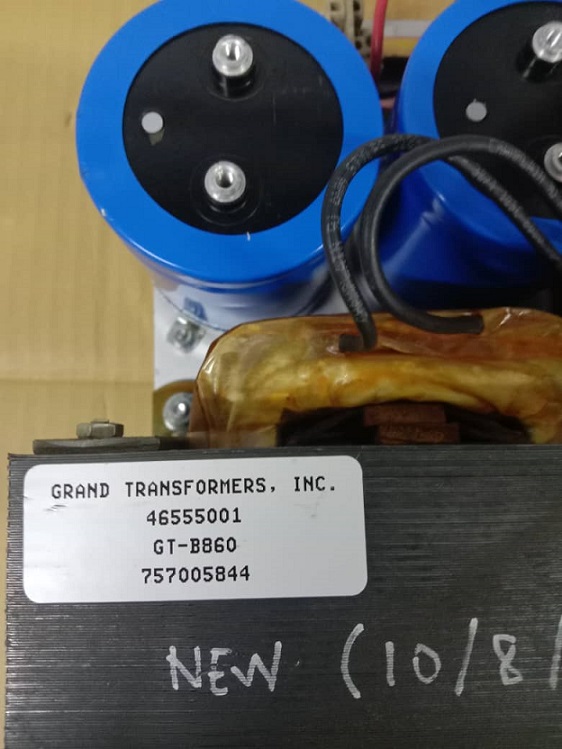 GRAND TRANSFORMERS, INC.
46555001
GT-B860
757005844
NEW (10/8/